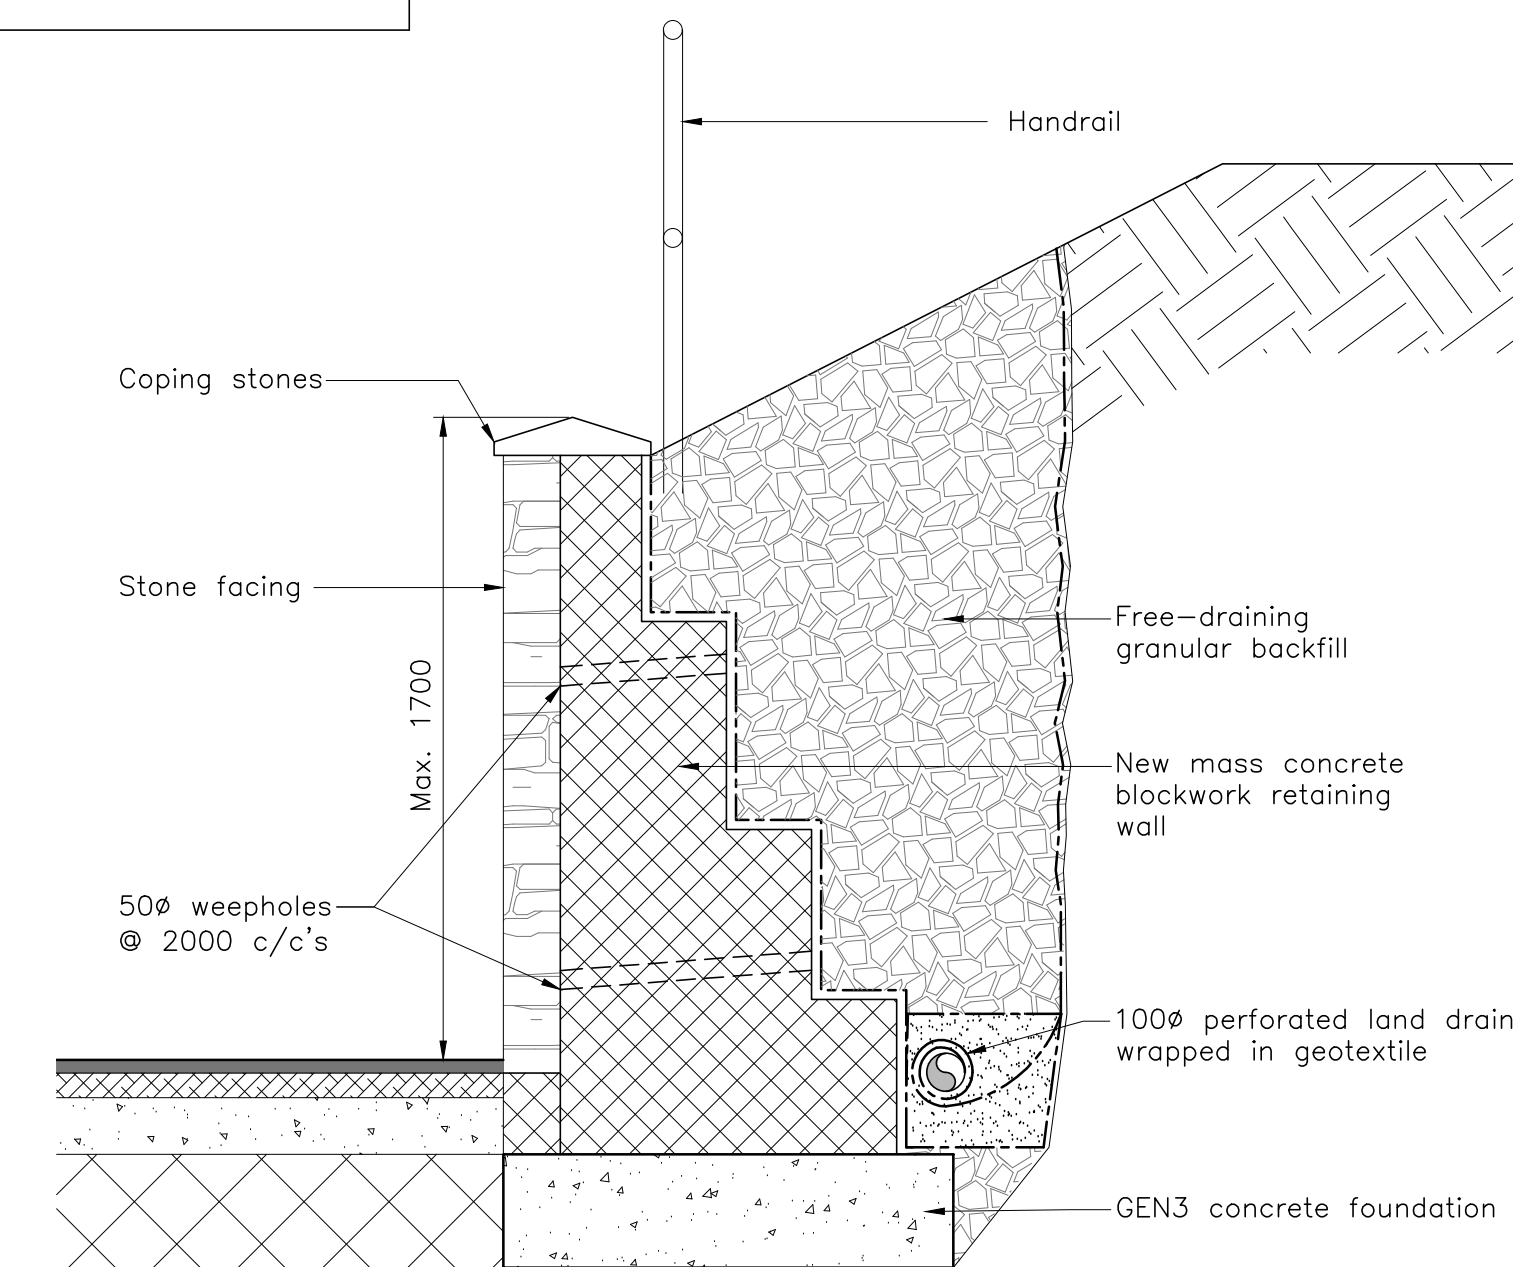 Handrail
Coping stones
Stone facing
Max. 1700
Free-draining
granular backfill
New mass concrete
blockwork retaining
wall
50Ø weepholes
@ 2000 c/c's
100Ø perforated land drain
wrapped in geotextile
GEN3 concrete foundation